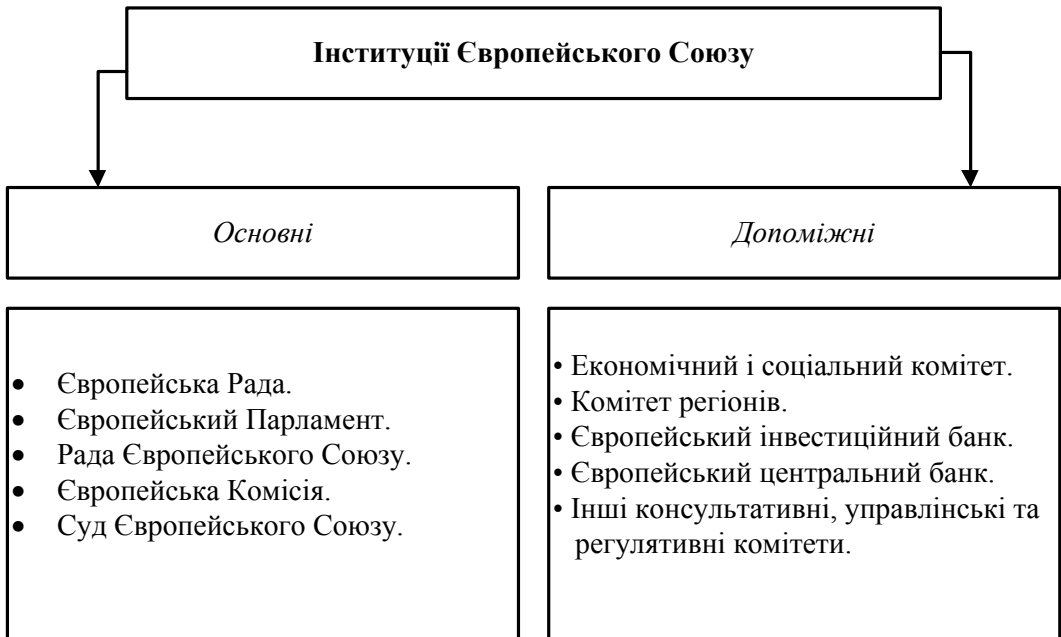 Інституції Європейського Союзу
Основні
Допоміжні
• Європейська Рада.
• Європейський Парламент.
• Рада Європейського Союзу.
• Європейська Комісія.
• Суд Європейського Союзу.
• Економічний і соціальний комітет.
• Комітет регіонів.
• Європейський інвестиційний банк.
• Європейський центральний банк.
• Інші консультативні, управлінські та
регулятивні комітети.